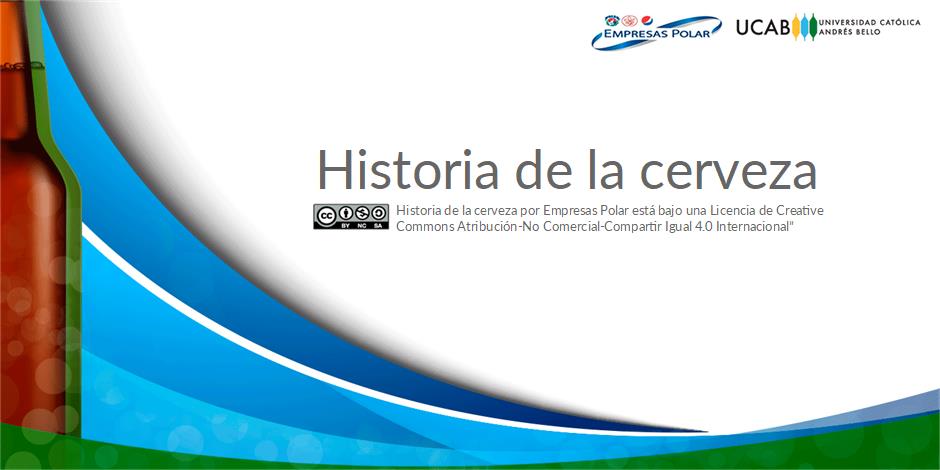 EMPRESAS POLAR
UCAB UNIVERSIDAD CATÓLICA
ANDRÉS BELLO
Historia de la cerveza
cc BY NC SA
Historia de la cerveza por Empresas Polar está bajo una Licencia de Creative
Commons Atribución-No Comercial-Compartir Igual 4.0 Internacional"